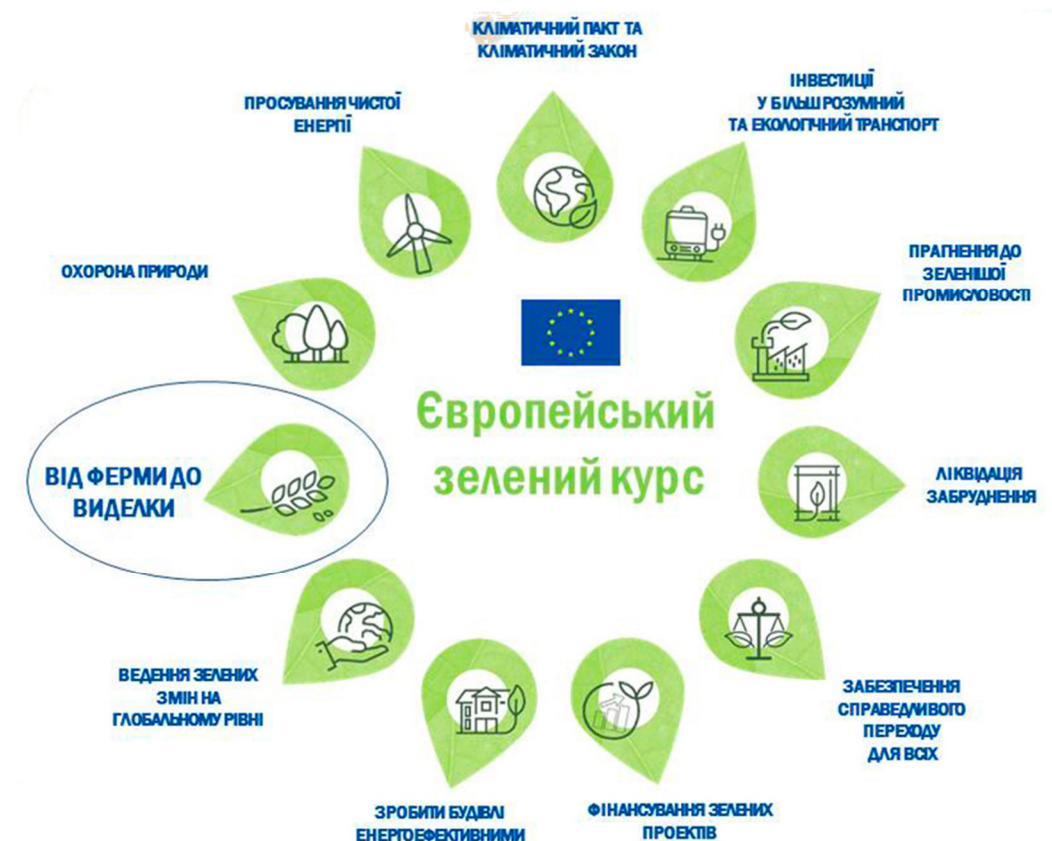 КЛІМАТИЧНИЙ ПАКТ ТА
КЛІМАТИЧНИЙ ЗАКОН
ІНВЕСТИЦІЇ
У БІЛЬШ РОЗУМНИЙ
ТА ЕКОЛОГІЧНИЙ ТРАНСПОРТ
ПРОСУВАННЯ ЧИСТОЇ
ЕНЕРГІЇ
ПРАГНЕННЯ ДО
ЗЕЛЕНІШОЇ
ПРОМИСЛОВОСТІ
ОХОРОНА ПРИРОДИ
Європейський
зелений курс
ВІД ФЕРМИ ДО
ВИДЕЛКИ
ЛІКВІДАЦІЯ
ЗАБРУДНЕННЯ
ВЕДЕННЯ ЗЕЛЕНИХ
ЗМІН НА
ГЛОБАЛЬНОМУ РІВНІ
ЗАБЕЗПЕЧЕННЯ
СПРАВЕДЛИВОГО
ПЕРЕХОДУ
ДЛЯ ВСІХ
ЗРОБИТИ БУДІВЛІ
ЕНЕРГОЕФЕКТИВНИМИ
ФІНАНСУВАННЯ ЗЕЛЕНИХ
ПРОЕКТІВ